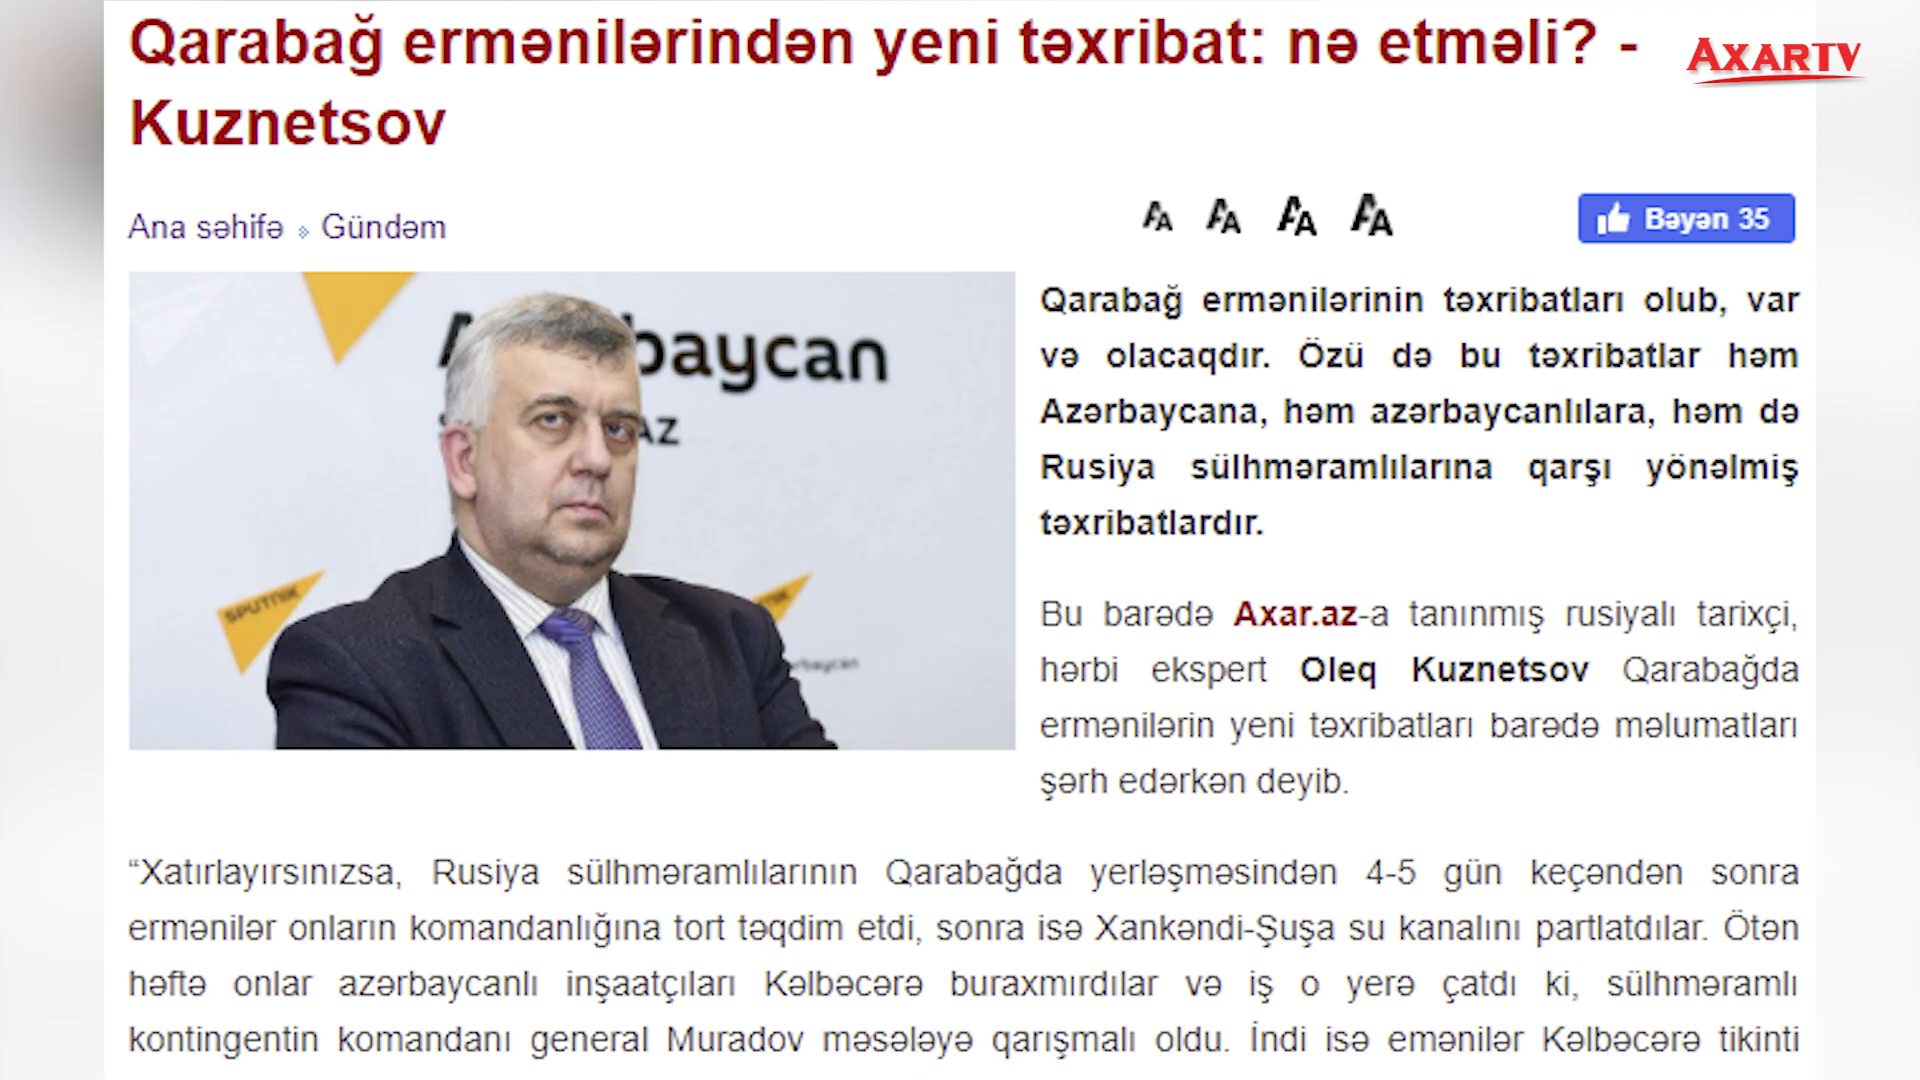 Qarabağ ermənilərindən yeni təxribat: nə etməli? -
Kuznetsov
AXARTV
Ana səhifə Gündəm
AA AA AA AA
Bəyən 35
baycan
AZ
SPUTNIK
Qarabağ ermənilərinin təxribatları olub, var
və olacaqdır. Özü də bu təxribatlar həm
Azərbaycana, həm azərbaycanlılara, həm də
Rusiya sülhməramlılarına qarşı yönəlmiş
təxribatlardır.
Bu barədə Axar.az-a tanınmış rusiyalı tarixçi,
hərbi ekspert Oleq Kuznetsov Qarabağda
ermənilərin yeni təxribatları barədə məlumatları
şərh edərkən deyib.
“Xatırlayırsınızsa, Rusiya sülhməramlılarının Qarabağda yerləşməsindən 4-5 gün keçəndən sonra
ermənilər onların komandanlığına tort təqdim etdi, sonra isə Xankəndi-Şuşa su kanalını partlatdılar. Ötən
həftə onlar azərbaycanlı inşaatçıları Kəlbəcərə buraxmırdılar və iş o yerə çatdı ki, sülhməramlı
kontingentin komandanı general Muradov məsələyə qarışmalı oldu. İndi isə emənilər Kəlbəcərə tikinti